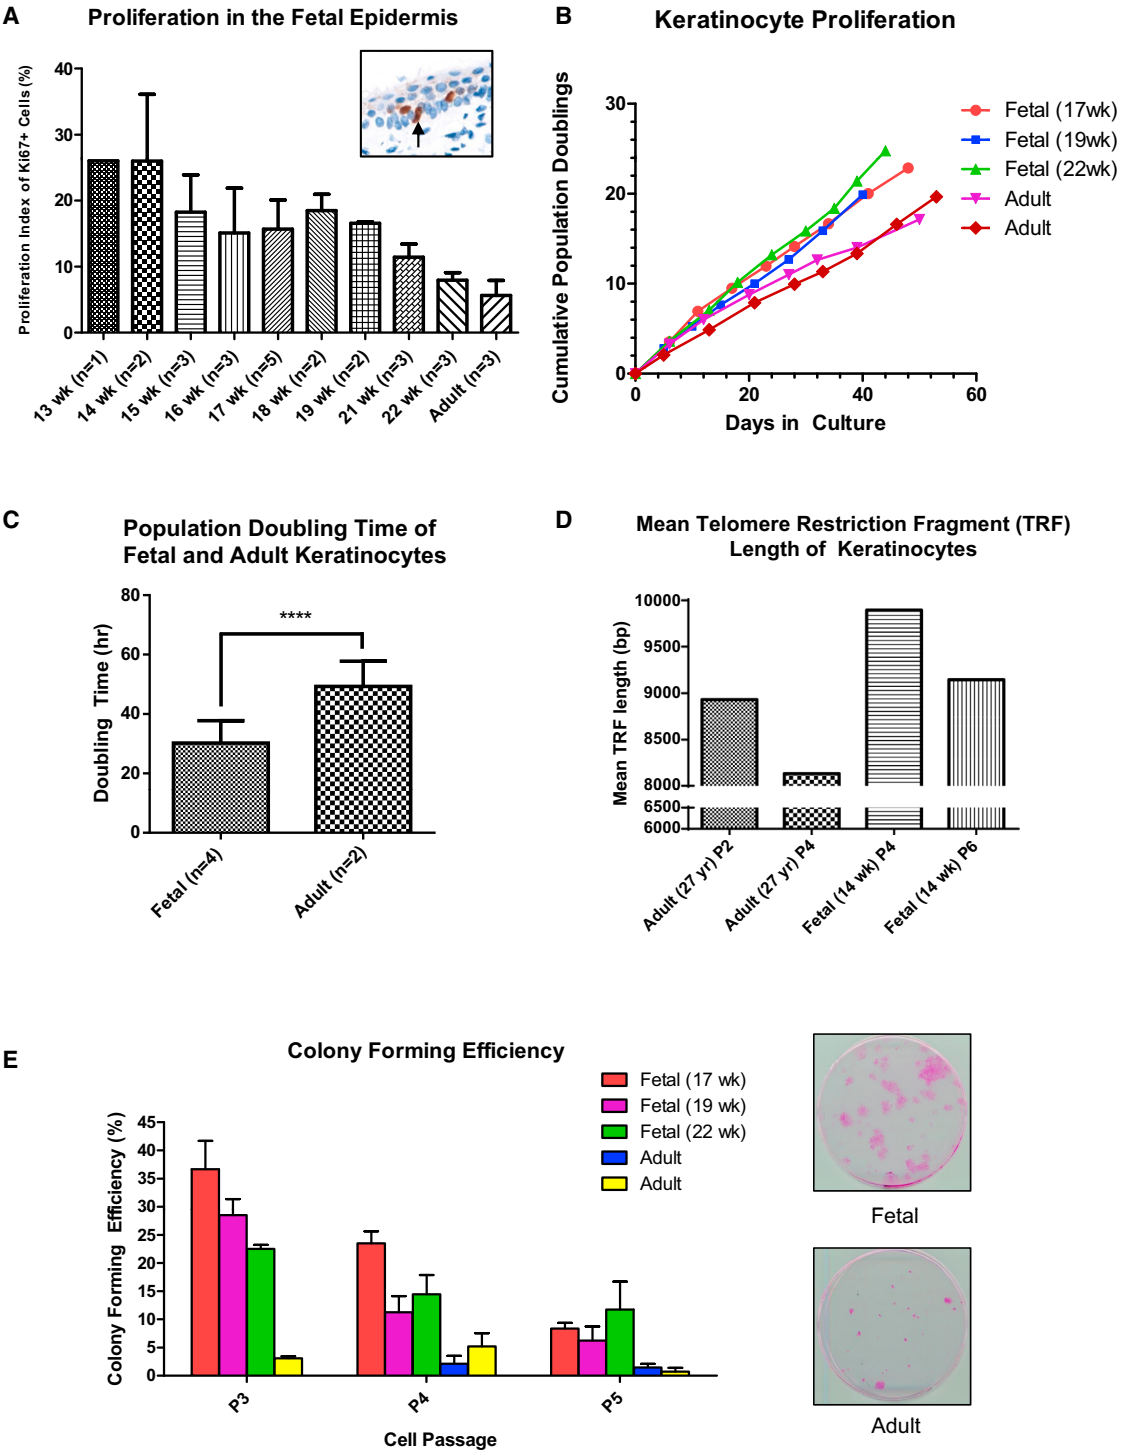 A
Proliferation in the Fetal Epidermis
Proliferation Index of Ki67+ Cells (%)
40
30
20
10
0
13 wk (n=1)
14 wk (n=2)
15 wk (n=3)
16 wk (n=3)
17 wk (n=5)
18 wk (n=2)
19 wk (n=2)
21 wk (n=3)
22 wk (n=3)
Adult (n=3)
B
Keratinocyte Proliferation
Cumulative Population Doublings
30
20
10
0
0
20
40
60
Days in Culture
Fetal (17wk)
Fetal (19wk)
Fetal (22wk)
Adult
Adult
C
Population Doubling Time of
Fetal and Adult Keratinocytes
Doubling Time (hr)
80
60
40
20
0
****
Fetal (n=4)
Adult (n=2)
D
Mean Telomere Restriction Fragment (TRF)
Length of Keratinocytes
Mean TRF length (bp)
10000
9500
9000
8500
8000
6500
6000
Adult (27 yr) P2
Adult (27 yr) P4
Fetal (14 wk) P4
Fetal (14 wk) P6
E
Colony Forming Efficiency
Colony Forming Efficiency (%)
45
40
35
30
25
20
15
10
5
0
P3
P4
P5
Cell Passage
Fetal (17 wk)
Fetal (19 wk)
Fetal (22 wk)
Adult
Adult
Fetal
Adult